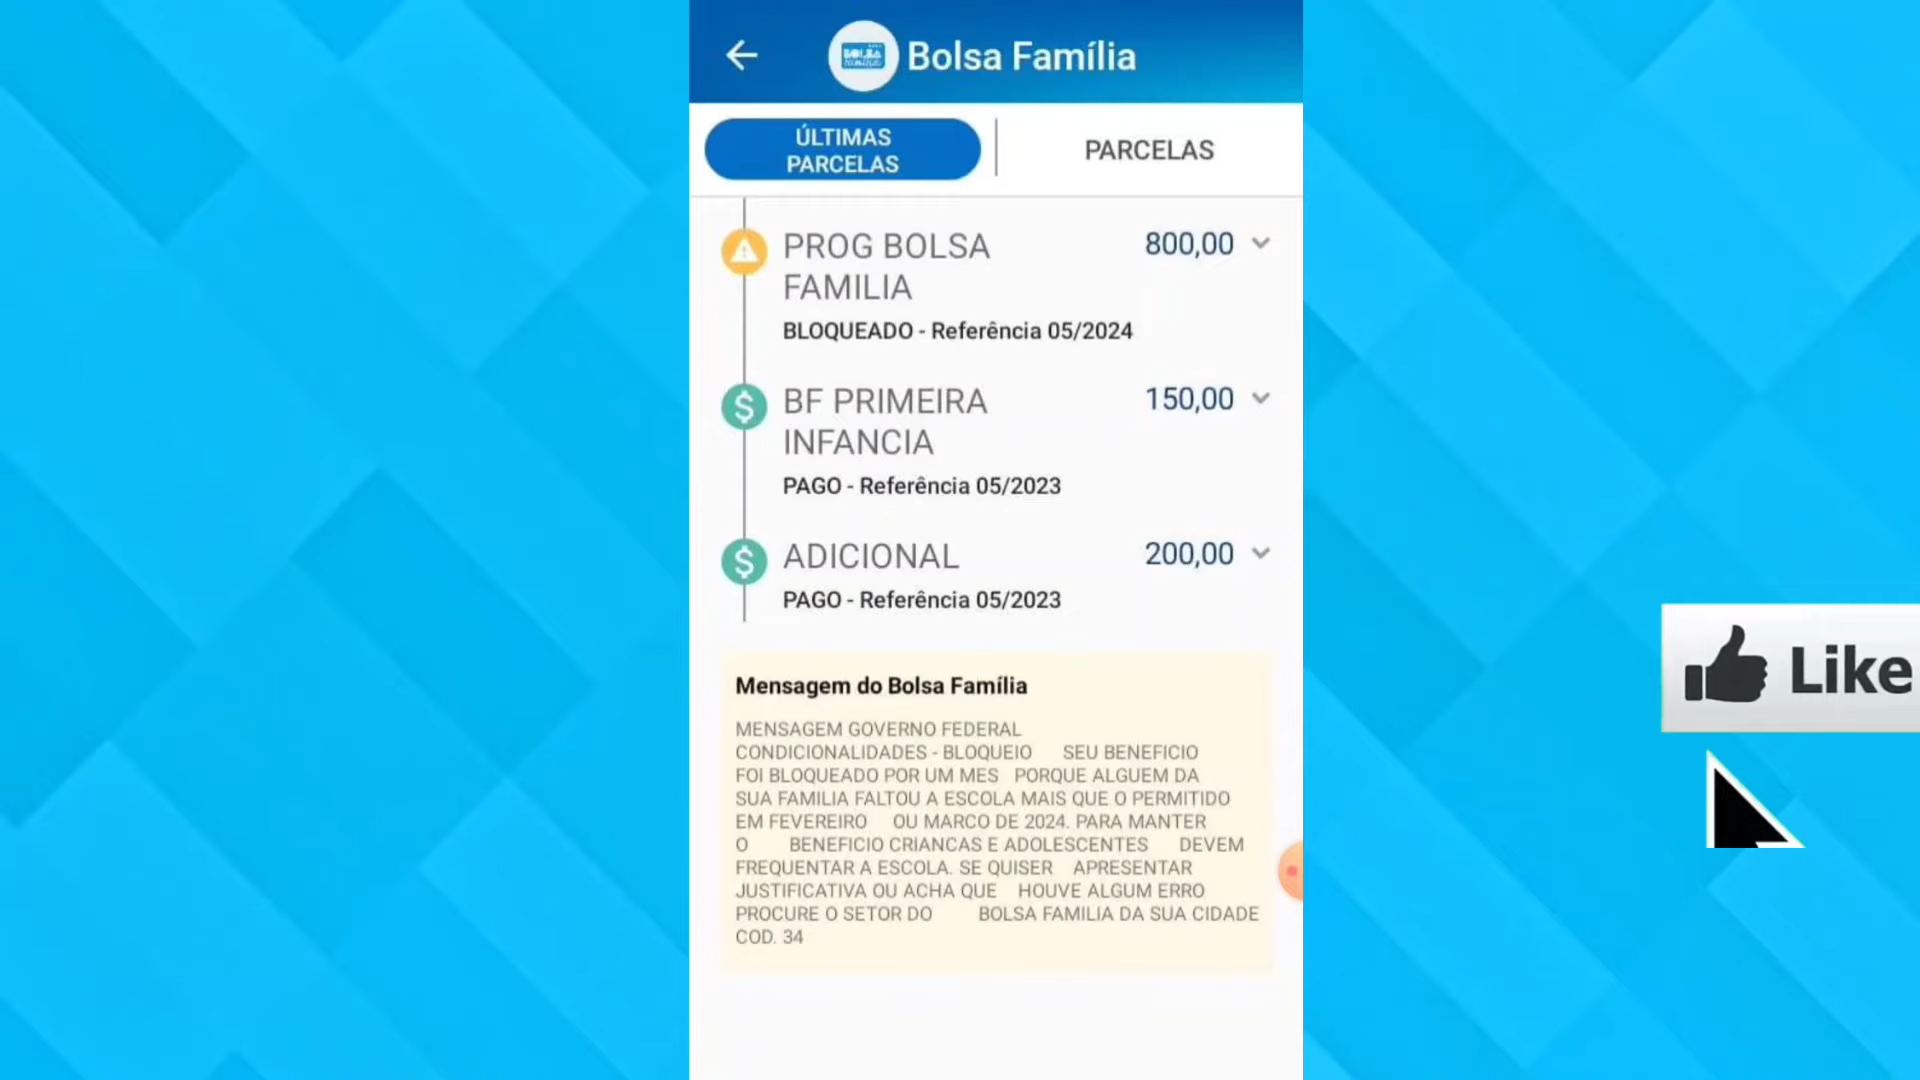 BOLSA
FAMÍLIA
Bolsa Família
ÚLTIMAS
PARCELAS
PARCELAS
PROG BOLSA
FAMILIA
800,00
BLOQUEADO - Referência 05/2024
BF PRIMEIRA
INFANCIA
150,00
PAGO - Referência 05/2023
ADICIONAL
200,00
PAGO - Referência 05/2023
Mensagem do Bolsa Família
MENSAGEM GOVERNO FEDERAL
CONDICIONALIDADES - BLOQUEIO SEU BENEFICIO
FOI BLOQUEADO POR UM MES PORQUE ALGUEM DA
SUA FAMILIA FALTOU A ESCOLA MAIS QUE O PERMITIDO
EM FEVEREIRO OU MARCO DE 2024. PARA MANTER
O BENEFICIO CRIANCAS E ADOLESCENTES DEVEM
FREQUENTAR A ESCOLA. SE QUISER APRESENTAR
JUSTIFICATIVA OU ACHA QUE HOUVE ALGUM ERRO
PROCURE O SETOR DO BOLSA FAMILIA DA SUA CIDADE
COD. 34
Like